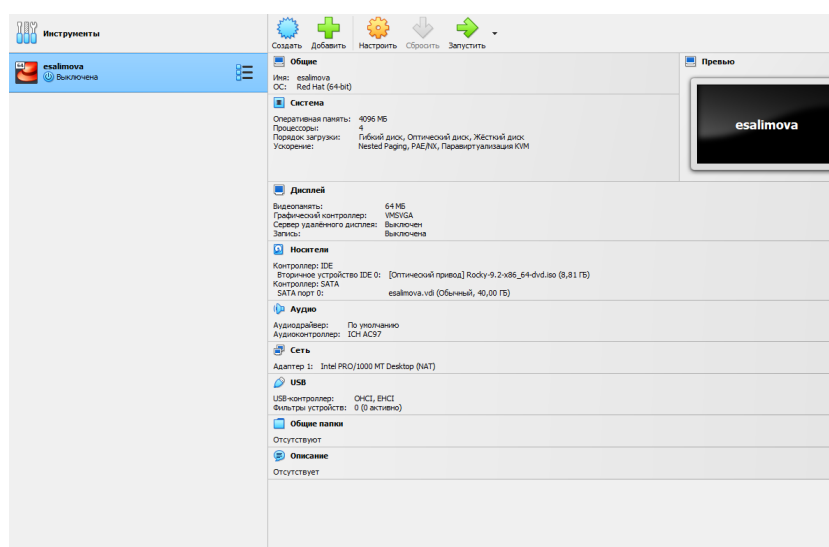 Инструменты
Создать Добавить Настроить Сбросить Запустить
64
esalimova
Выключена
Общие
Имя: esalimova
ОС: Red Hat (64-bit)
Превью
esalimova
Система
Оперативная память: 4096 МБ
Процессоры: 4
Порядок загрузки: Гибкий диск, Оптический диск, Жёсткий диск
Ускорение: Nested Paging, PAE/NX, Паравиртуализация KVM
Дисплей
Видеопамять: 64 МБ
Графический контроллер: VMSVGA
Сервер удалённого дисплея: Выключен
Запись: Выключена
Носители
Контроллер: IDE
Вторичное устройство IDE 0: [Оптический привод] Rocky-9.2-x86_64-dvd.iso (8,81 ГБ)
Контроллер: SATA
SATA порт 0: esalimova.vdi (Обычный, 40,00 ГБ)
Аудио
Аудиодрайвер: По умолчанию
Аудиоконтроллер: ICH AC97
Сеть
Адаптер 1: Intel PRO/1000 MT Desktop (NAT)
USB
USB-контроллер: OHCI, EHCI
Фильтры устройств: 0 (0 активно)
Общие папки
Отсутствуют
Описание
Отсутствует